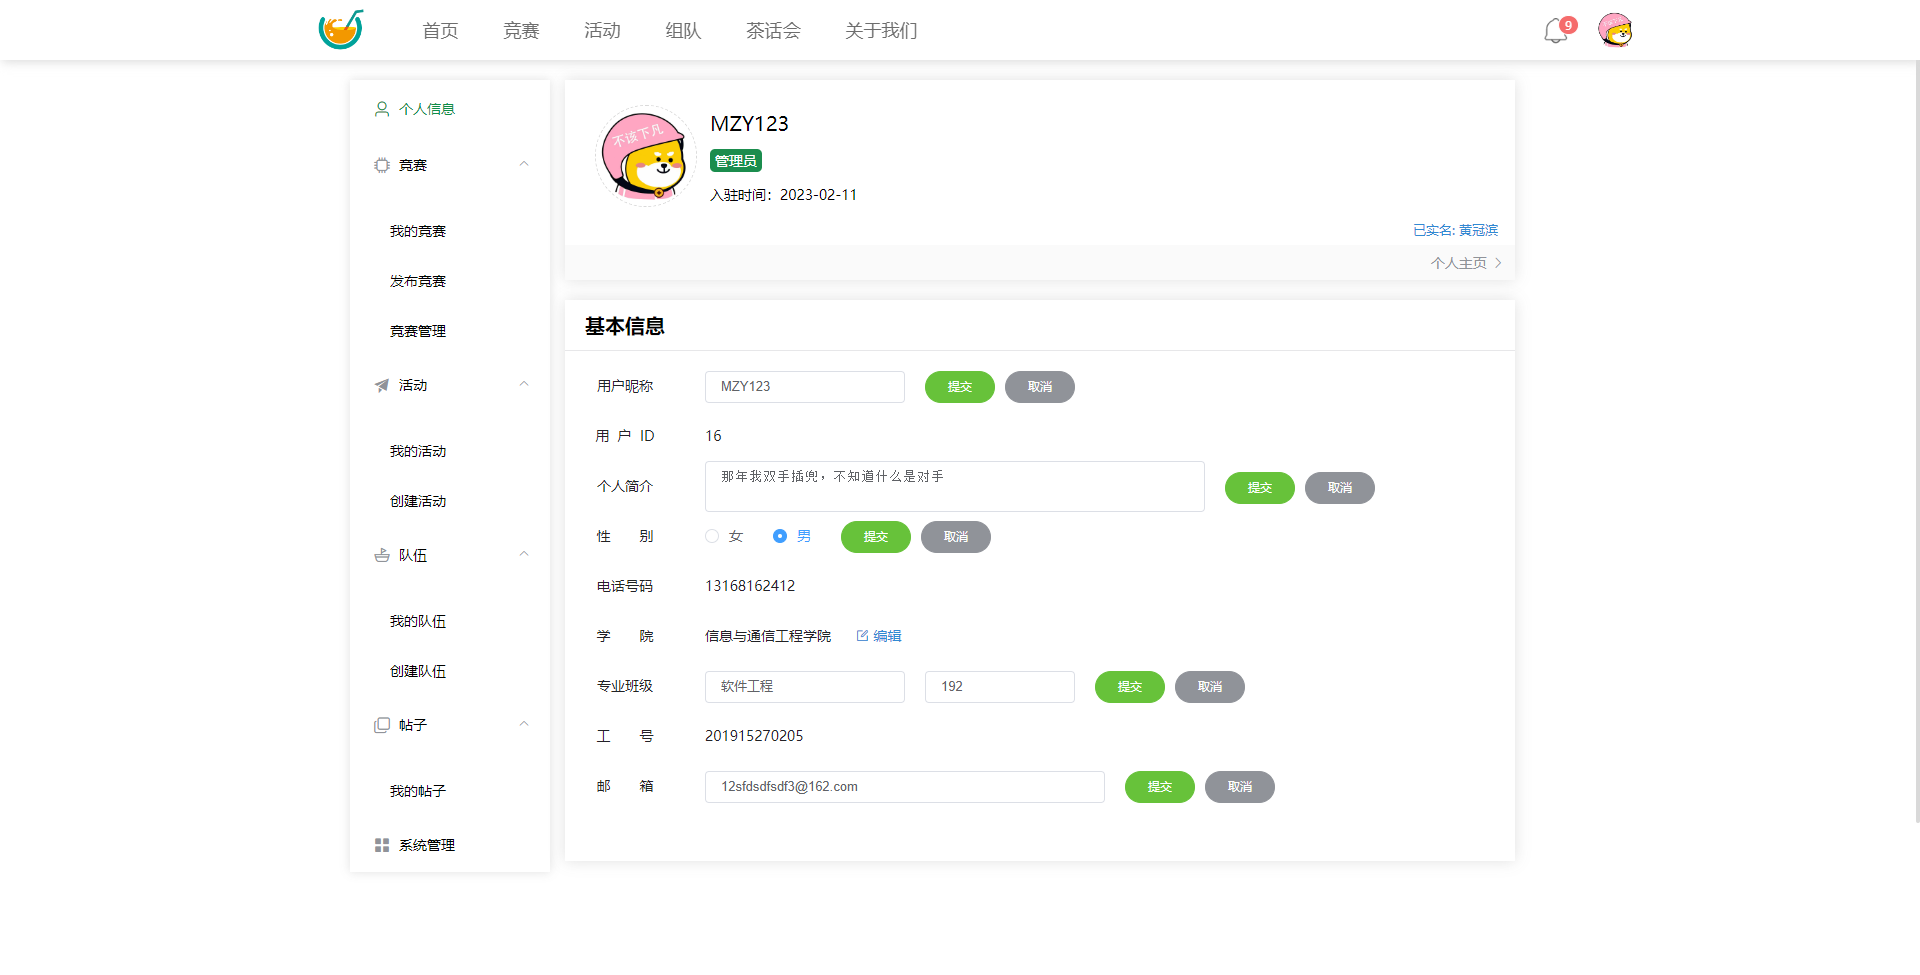 首页 竞赛 活动 组队 茶话会 关于我们 9
个人信息
竞赛
我的竞赛
发布竞赛
竞赛管理
活动
我的活动
创建活动
队伍
我的队伍
创建队伍
帖子
我的帖子
系统管理
不该下凡
MZY123
管理员
入驻时间：2023-02-11
已实名: 黄冠滨
个人主页
基本信息
用户昵称 MZY123 提交 取消
用 户 ID 16
个人简介 那年我双手插兜，不知道什么是对手 提交 取消
性 别 女 男 提交 取消
电话号码 13168162412
学 院 信息与通信工程学院 编辑
专业班级 软件工程 192 提交 取消
工 号 201915270205
邮 箱 12sfdsdfsdf3@162.com 提交 取消